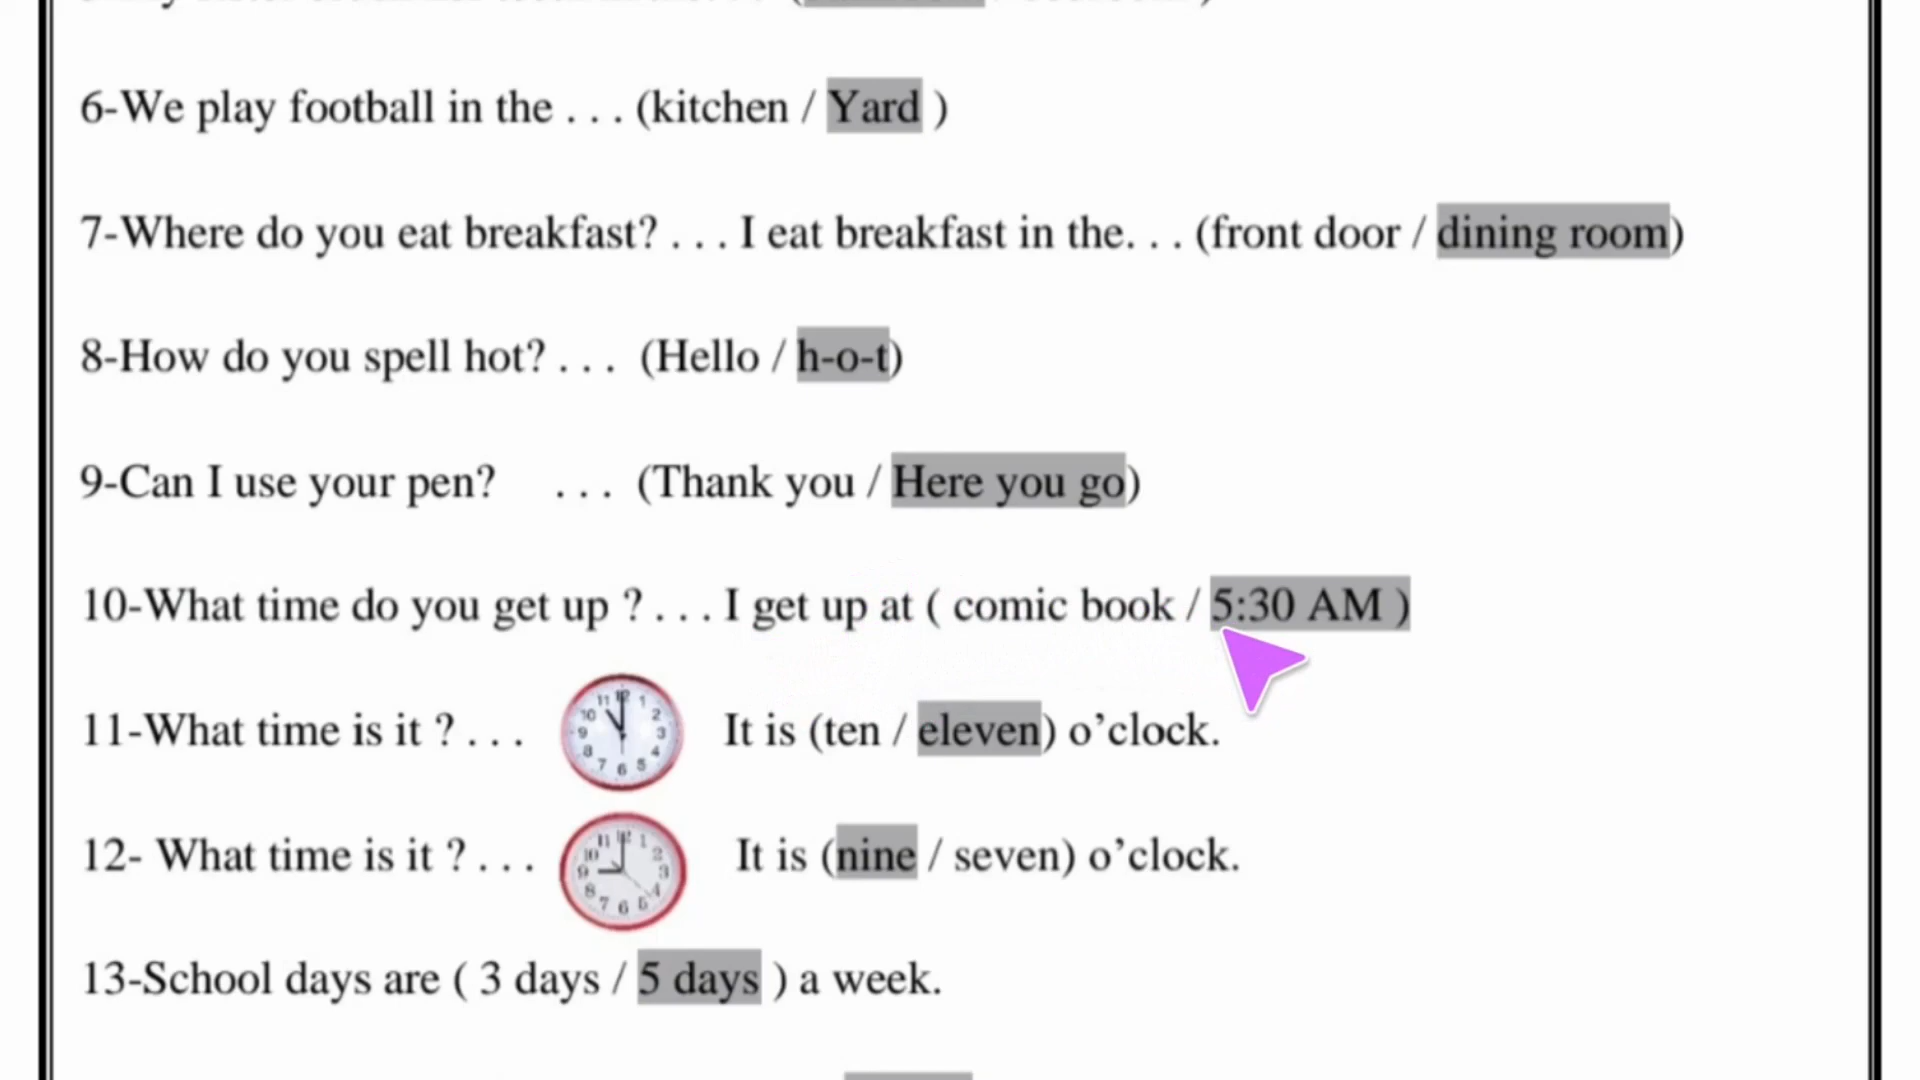 6-We play football in the . . . (kitchen / Yard )
7-Where do you eat breakfast? . . . I eat breakfast in the. . . (front door / dining room)
8-How do you spell hot? . . . (Hello / h-o-t)
9-Can I use your pen? . . . (Thank you / Here you go)
10-What time do you get up ? . . . I get up at ( comic book / 5:30 AM )
11-What time is it ? . . . It is (ten / eleven) o’clock.
12- What time is it ? . . . It is (nine / seven) o’clock.
13-School days are ( 3 days / 5 days ) a week.